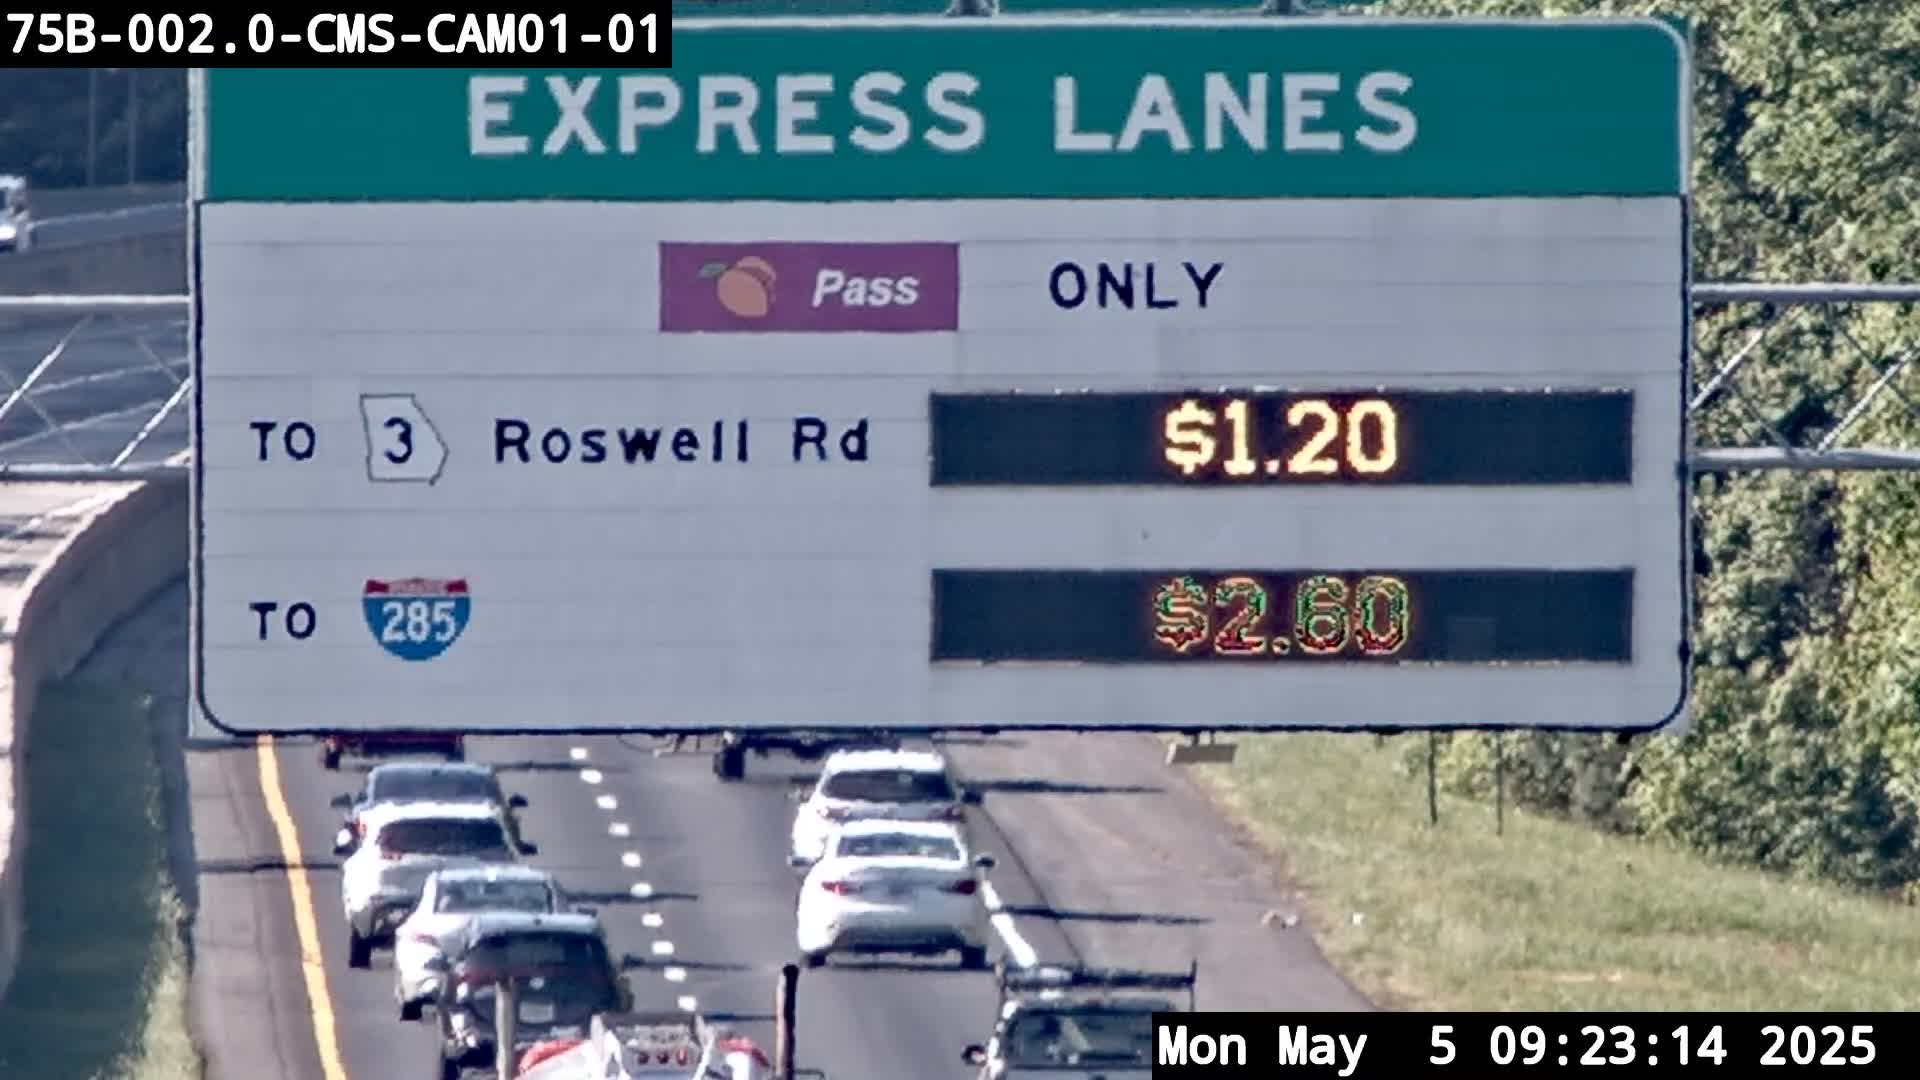 75B-002.0-CMS-CAM01-01
EXPRESS LANES
Pass ONLY
TO 3 Roswell Rd $1.20
TO 285 $2.60
Mon May 5 09:23:14 2025